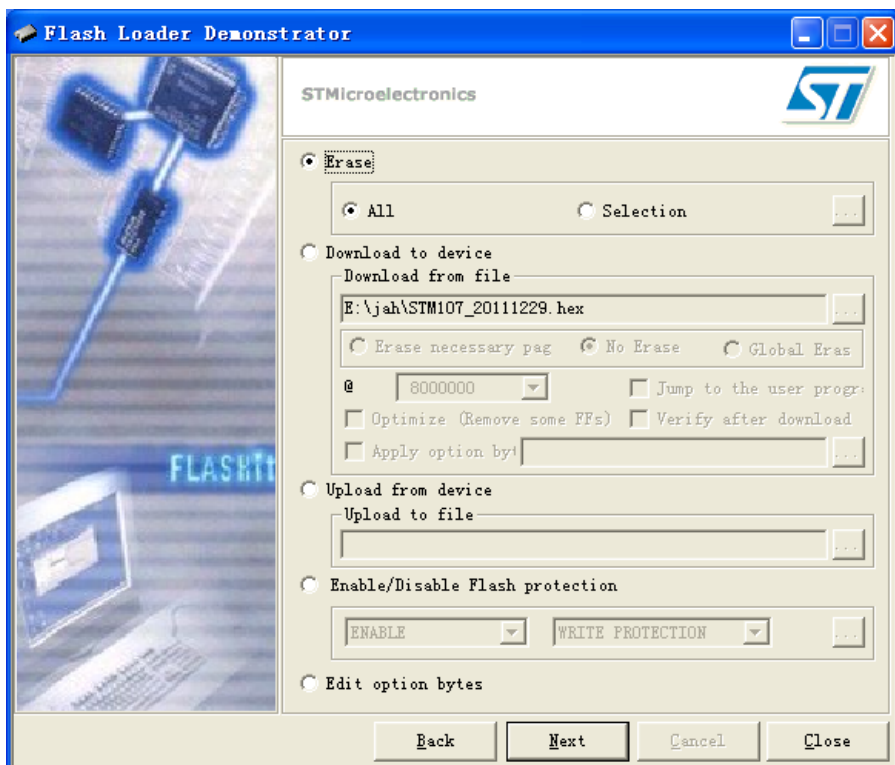 Flash Loader Demonstrator
STMicroelectronics
ST
Erase
All
Selection
...
Download to device
Download from file
E:\jah\STM107_20111229.hex
...
Erase necessary pag
No Erase
Global Eras
@
8000000
Jump to the user progr
Optimize (Remove some FFs)
Verify after download
Apply option byt
...
FLASHit
Upload from device
Upload to file
...
Enable/Disable Flash protection
ENABLE
WRITE PROTECTION
...
Edit option bytes
Back
Next
Cancel
Close